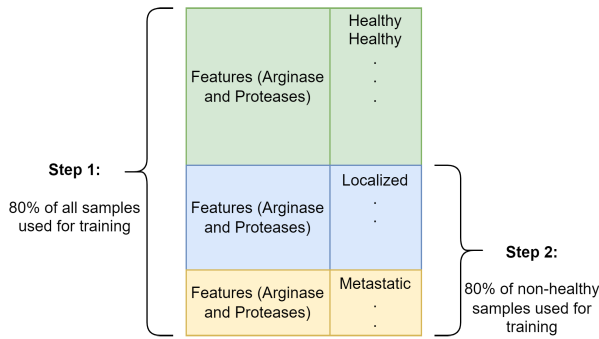 Healthy
Healthy
.
.
.
Features (Arginase
and Proteases)
Step 1:
80% of all samples
used for training
Localized
.
.
Features (Arginase
and Proteases)
Step 2:
80% of non-healthy
samples used for
training
Metastatic
.
.
Features (Arginase
and Proteases)